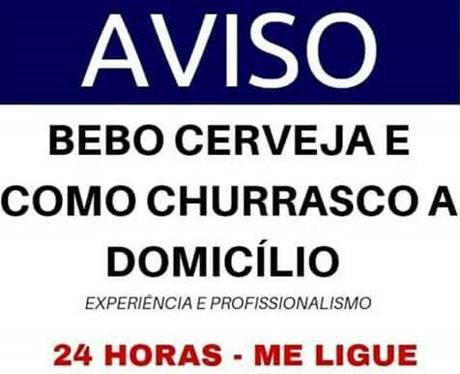 AVISO
BEBO CERVEJA E
COMO CHURRASCO A
DOMICÍLIO
EXPERIÊNCIA E PROFISSIONALISMO
24 HORAS - ME LIGUE